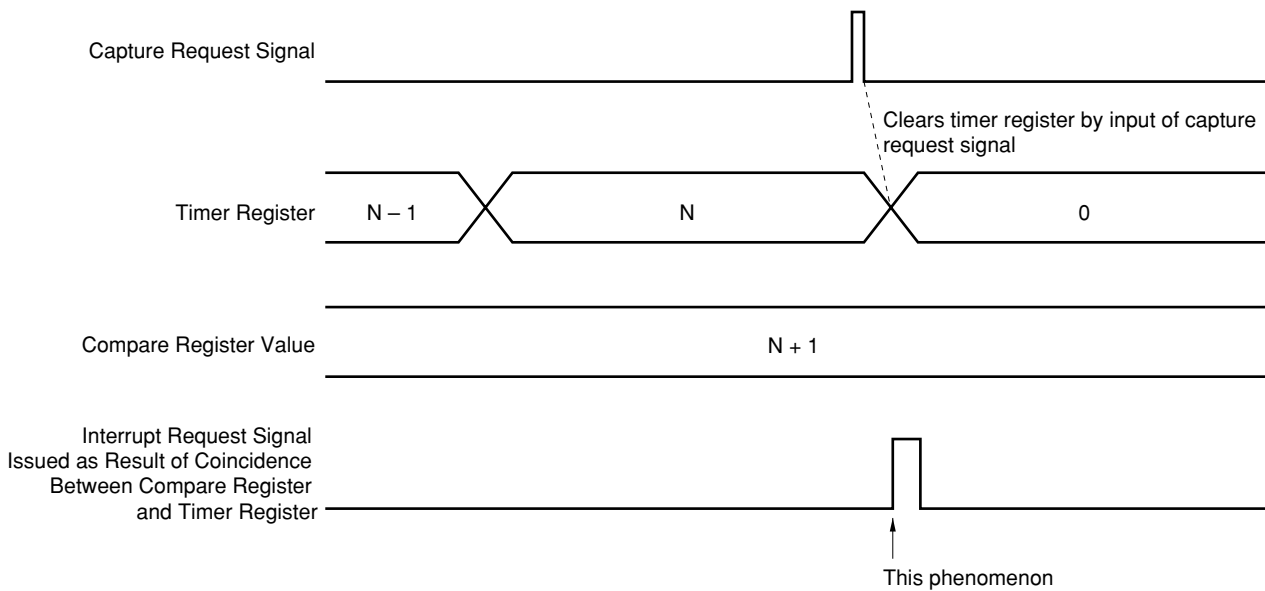 Capture Request Signal
Clears timer register by input of capture
request signal
Timer Register
N – 1
N
0
Compare Register Value
N + 1
Interrupt Request Signal
Issued as Result of Coincidence
Between Compare Register
and Timer Register
This phenomenon